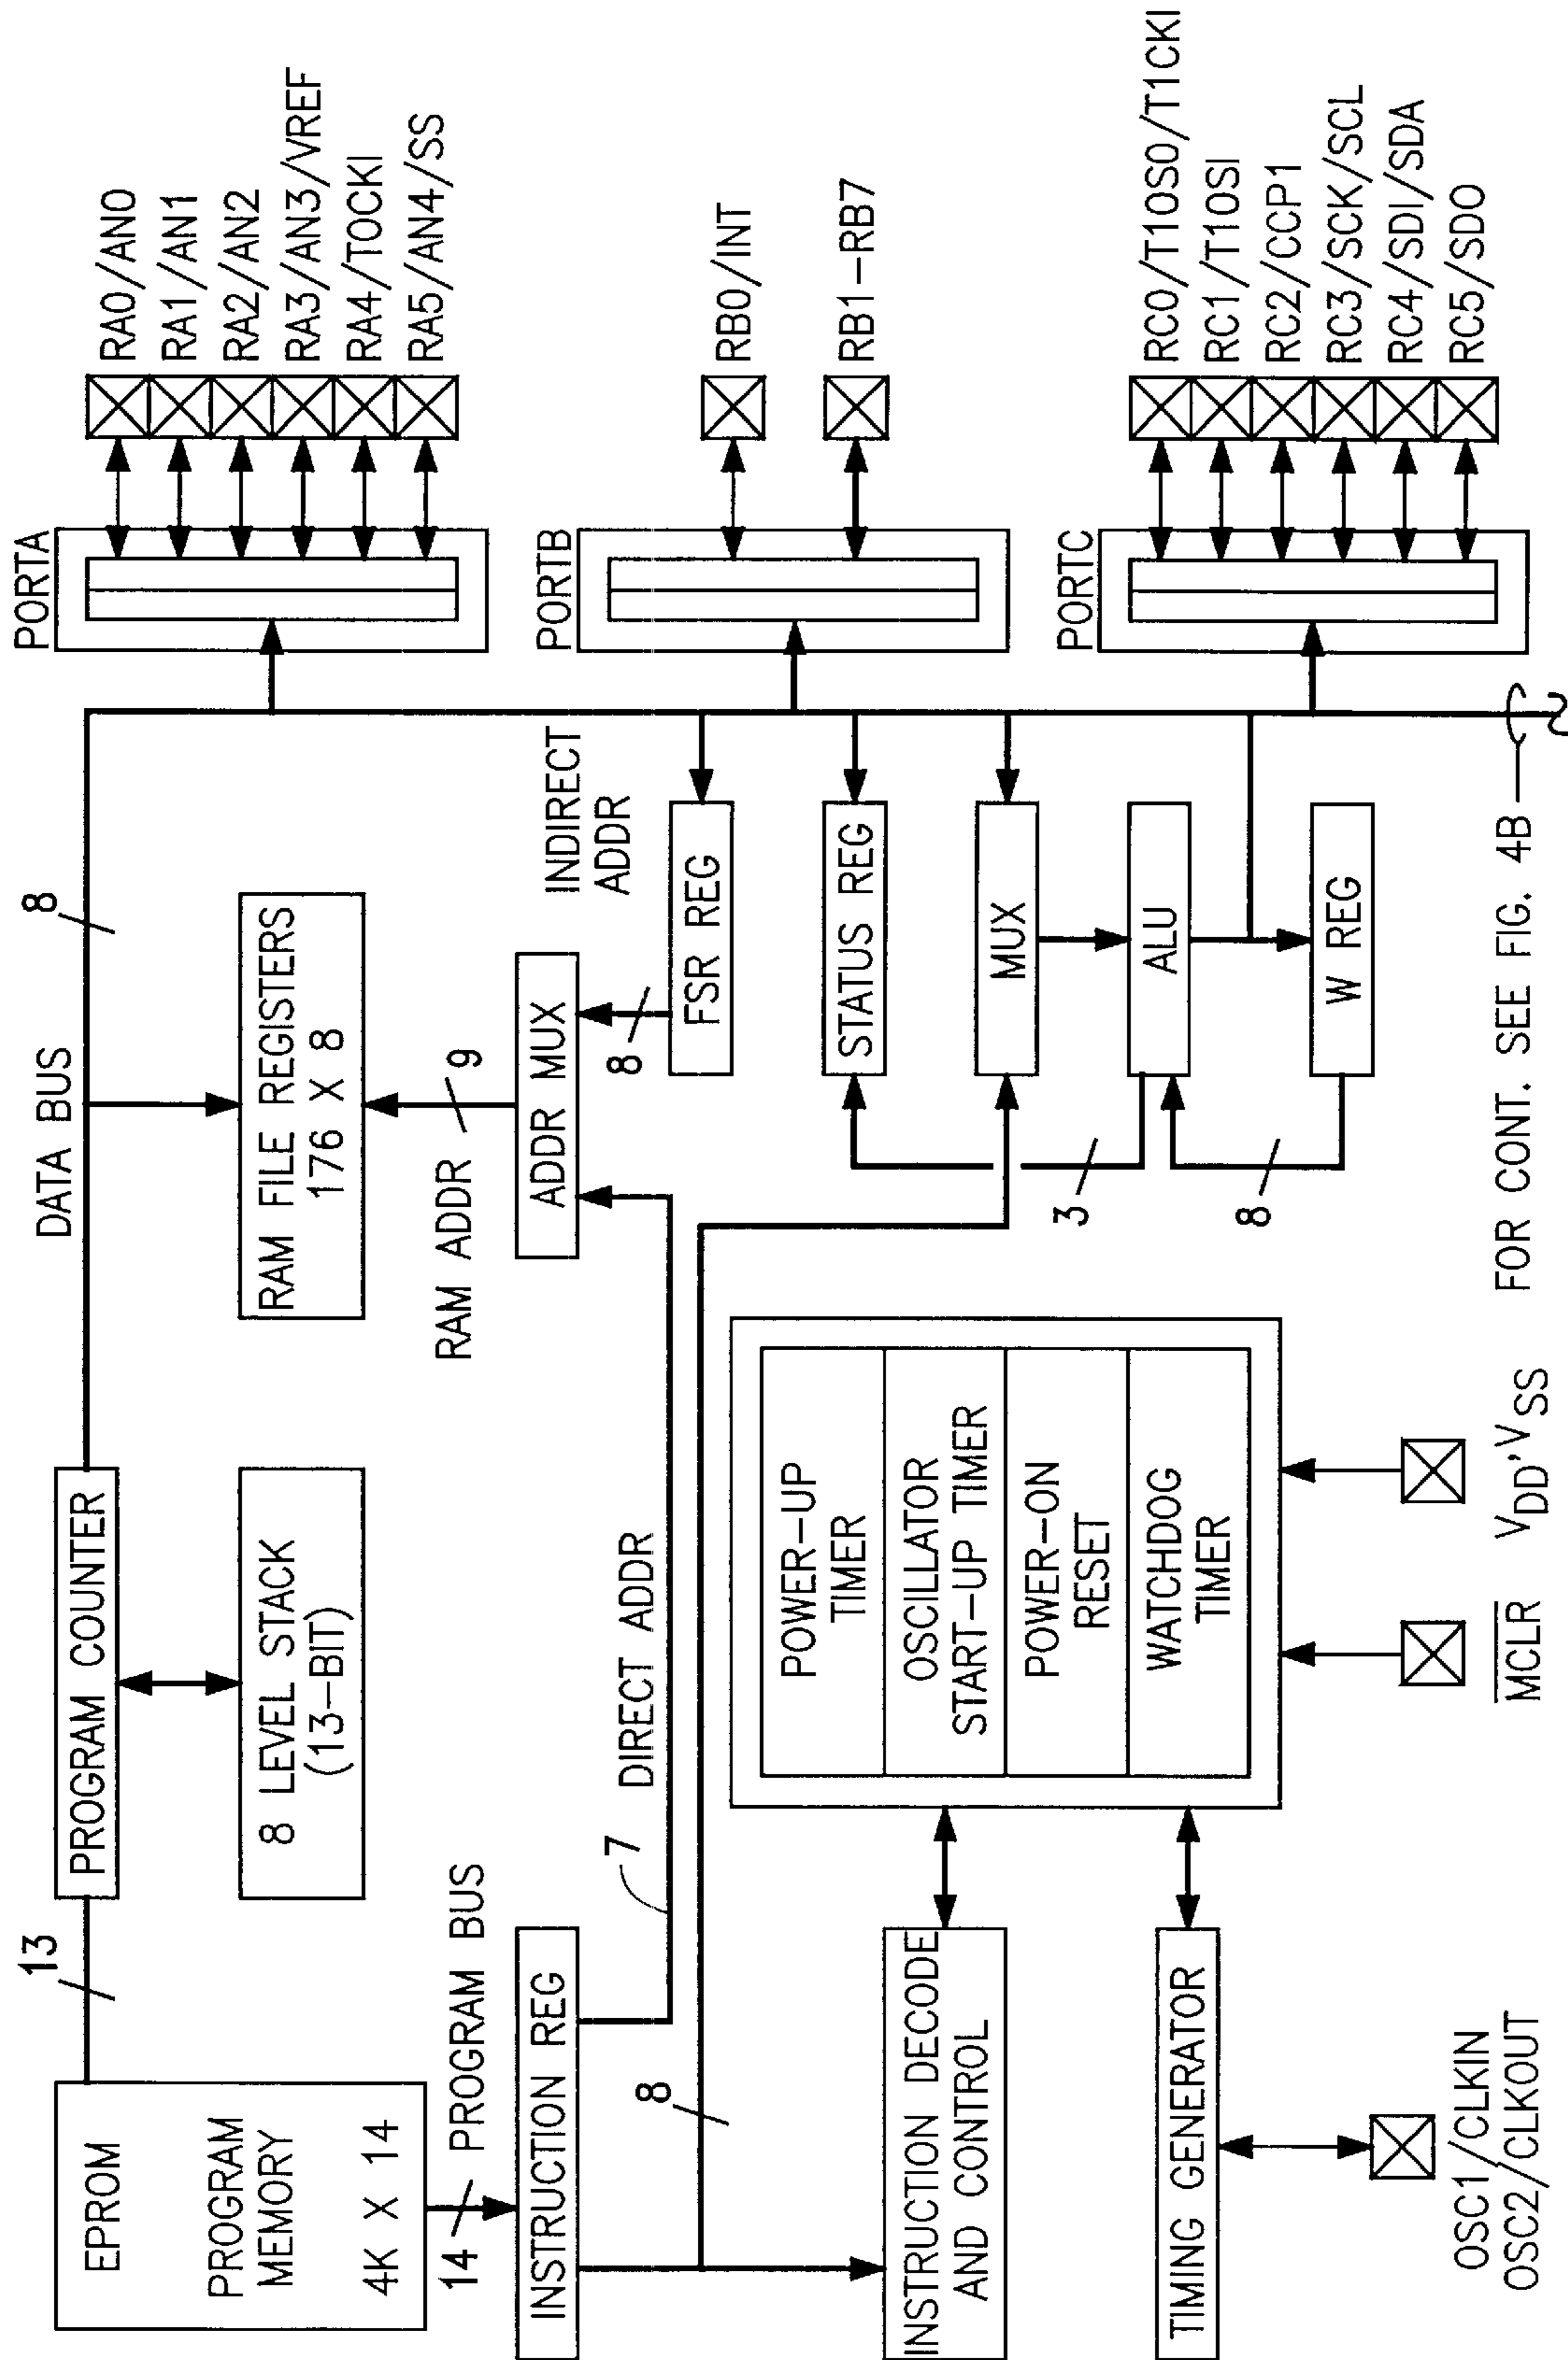 EPROM
PROGRAM
MEMORY
4K X 14
13
PROGRAM COUNTER
8 LEVEL STACK
(13-BIT)
DATA BUS
8
RAM FILE REGISTERS
176 X 8
RAM ADDR
9
14
PROGRAM BUS
INSTRUCTION REG
7
DIRECT ADDR
ADDR MUX
8
INDIRECT
ADDR
FSR REG
8
STATUS REG
MUX
3
ALU
8
W REG
INSTRUCTION DECODE
AND CONTROL
TIMING GENERATOR
POWER-UP
TIMER
OSCILLATOR
START-UP TIMER
POWER-ON
RESET
WATCHDOG
TIMER
OSC1/CLKIN
OSC2/CLKOUT
MCLR
VDD,VSS
FOR CONT. SEE FIG. 4B
PORTA
RA0/AN0
RA1/AN1
RA2/AN2
RA3/AN3/VREF
RA4/TOCKI
RA5/AN4/SS
PORTB
RB0/INT
RB1-RB7
PORTC
RC0/T1OSO/T1CKI
RC1/T1OSI
RC2/CCP1
RC3/SCK/SCL
RC4/SDI/SDA
RC5/SDO